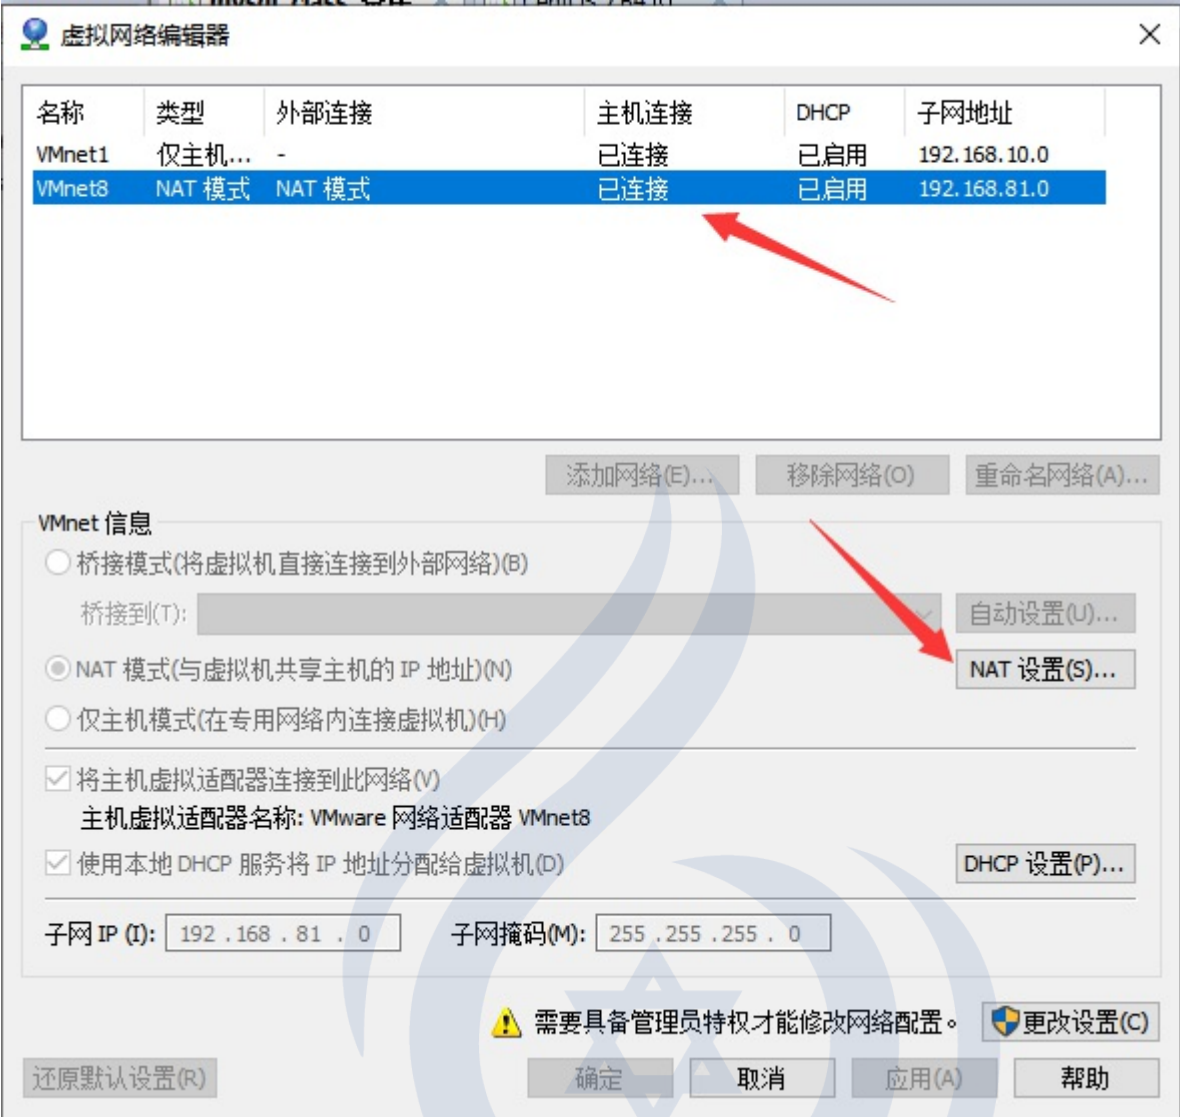 虚拟网络编辑器
名称 类型 外部连接 主机连接 DHCP 子网地址
VMnet1 仅主机... - 已连接 已启用 192.168.10.0
VMnet8 NAT 模式 NAT 模式 已连接 已启用 192.168.81.0
添加网络(E)... 移除网络(O) 重命名网络(A)...
VMnet 信息
桥接模式(将虚拟机直接连接到外部网络)(B)
桥接到(T): 自动设置(U)...
NAT 模式(与虚拟机共享主机的 IP 地址)(N) NAT 设置(S)...
仅主机模式(在专用网络内连接虚拟机)(H)
将主机虚拟适配器连接到此网络(V)
主机虚拟适配器名称: VMware 网络适配器 VMnet8
使用本地 DHCP 服务将 IP 地址分配给虚拟机(D) DHCP 设置(P)...
子网 IP (I): 192 . 168 . 81 . 0 子网掩码(M): 255 . 255 . 255 . 0
需要具备管理员特权才能修改网络配置。 更改设置(C)
还原默认设置(R) 确定 取消 应用(A) 帮助